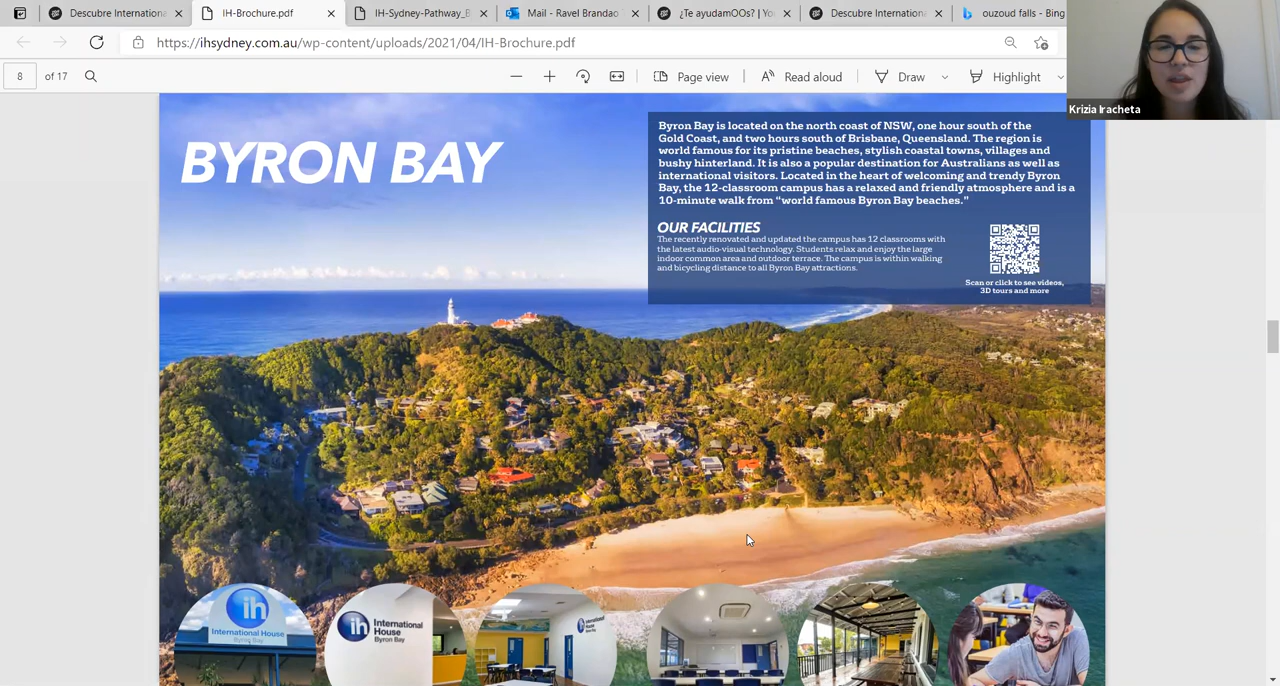 Descubre Internationa
IH-Brochure.pdf
IH-Sydney-Pathway_B
Mail - Ravel Brandao
¿Te ayudamOOs? | Yo
Descubre Internationa
ouzoud falls - Bing
https://ihsydney.com.au/wp-content/uploads/2021/04/IH-Brochure.pdf
8 of 17
Page view
Read aloud
Draw
Highlight
Krizia Iracheta
BYRON BAY
Byron Bay is located on the north coast of NSW, one hour south of the
Gold Coast, and two hours south of Brisbane, Queensland. The region is
world famous for its pristine beaches, stylish coastal towns, villages and
bushy hinterland. It is also a popular destination for Australians as well as
international visitors. Located in the heart of welcoming and trendy Byron
Bay, the 12-classroom campus has a relaxed and friendly atmosphere and is a
10-minute walk from “world famous Byron Bay beaches.”
OUR FACILITIES
The recently renovated and updated the campus has 12 classrooms with
the latest audio-visual technology. Students relax and enjoy the large
indoor common area and outdoor terrace. The campus is within walking
and bicycling distance to all Byron Bay attractions.
Scan or click to see videos,
3D tours and more
ih
International House
Byron Bay
ih
International
House
Byron Bay